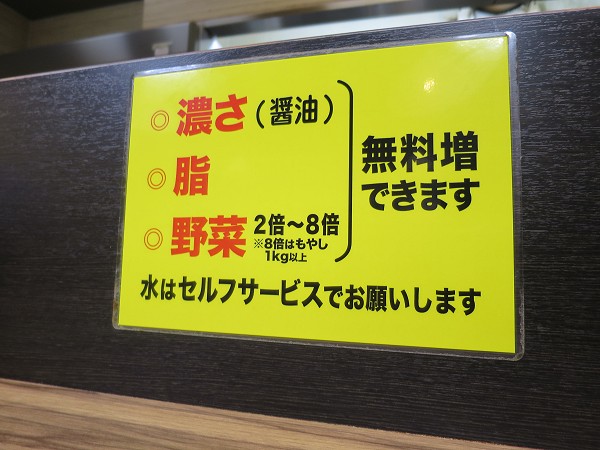 ◎濃さ(醤油)
◎脂
◎野菜 2倍〜8倍
※8倍はもやし
1kg以上
無料増
できます
水はセルフサービスでお願いします